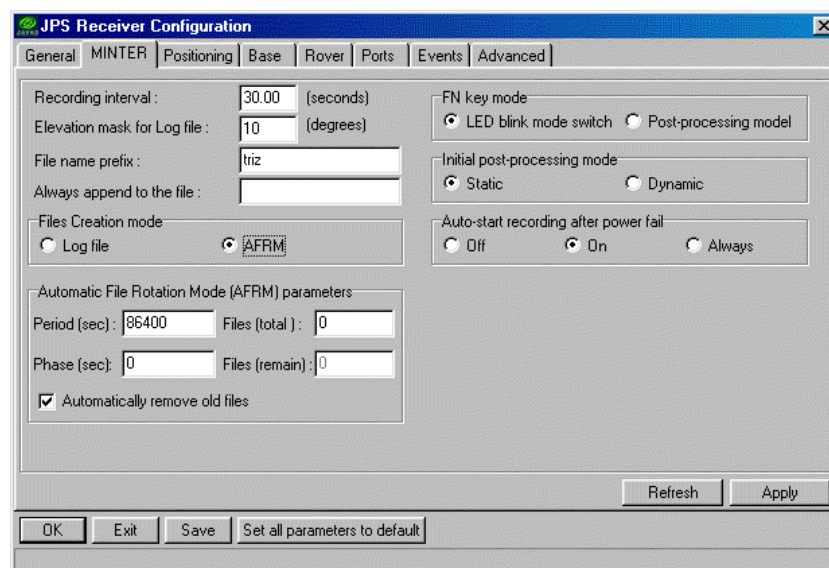 JPS Receiver Configuration
General MINTER Positioning Base Rover Ports Events Advanced
Recording interval : 30.00 (seconds)
Elevation mask for Log file : 10 (degrees)
File name prefix : triz
Always append to the file :
Files Creation mode
Log file AFRM
Automatic File Rotation Mode (AFRM) parameters
Period (sec) : 86400 Files (total ) : 0
Phase (sec): 0 Files (remain) : 0
Automatically remove old files
FN key mode
LED blink mode switch Post-processing model
Initial post-processing mode
Static Dynamic
Auto-start recording after power fail
Off On Always
Refresh Apply
OK Exit Save Set all parameters to default